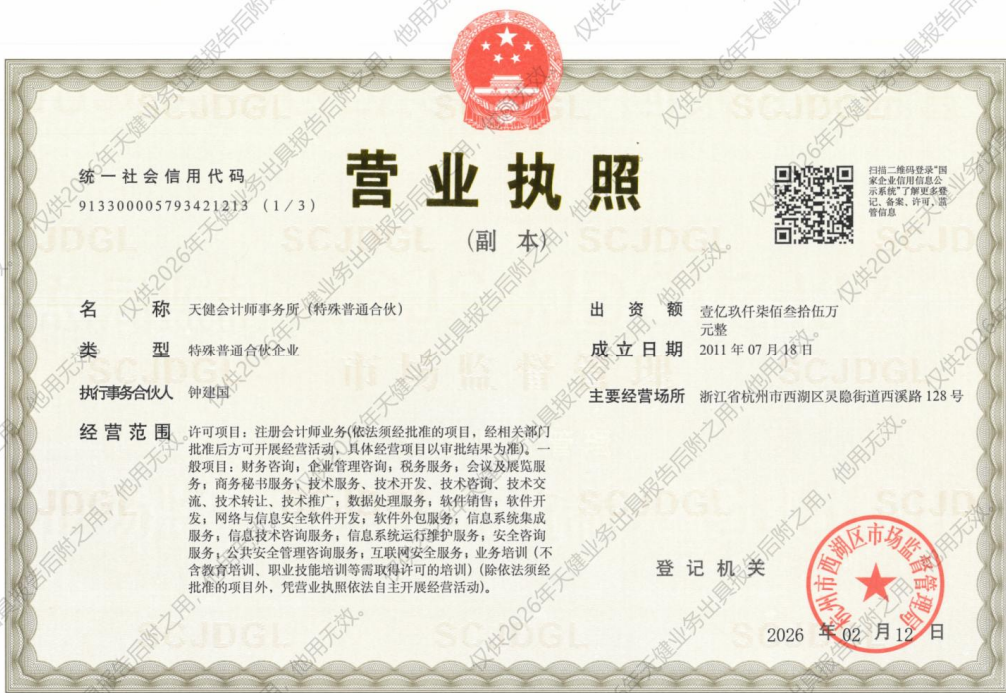 营业执照
(副 本)
统一社会信用代码
913300005793421213 (1/3)
扫描二维码登录“国
家企业信用信息公
示系统”了解更多登
记、备案、许可、监
管信息
名 称 天健会计师事务所（特殊普通合伙）
类 型 特殊普通合伙企业
执行事务合伙人 钟建国
经营范围 许可项目：注册会计师业务(依法须经批准的项目，经相关部门
批准后方可开展经营活动，具体经营项目以审批结果为准)。一
般项目：财务咨询；企业管理咨询；税务服务；会议及展览服
务；商务秘书服务；技术服务、技术开发、技术咨询、技术交
流、技术转让、技术推广；数据处理服务；软件销售；软件开
发；网络与信息安全软件开发；软件外包服务；信息系统集成
服务；信息技术咨询服务；信息系统运行维护服务；安全咨询
服务；公共安全管理咨询服务；互联网安全服务；业务培训（不
含教育培训、职业技能培训等需取得许可的培训）（除依法须经
批准的项目外，凭营业执照依法自主开展经营活动）。
出 资 额 壹亿玖仟柒佰叁拾伍万
元整
成立日期 2011年07月18日
主要经营场所 浙江省杭州市西湖区灵隐街道西溪路128号
登记机关
杭州市西湖区市场监督管理局
2026 年 02 月 12 日
仅供2026年天健业务出具报告后附之用，他用无效。
SCJDGL
市场监督管理